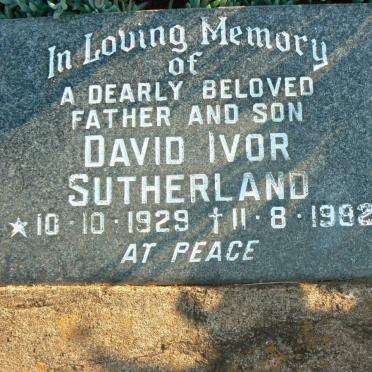 In Loving Memory
of
A DEARLY BELOVED
FATHER AND SON
DAVID IVOR
SUTHERLAND
★ 10·10·1929 ✝ 11·8·1982
AT PEACE